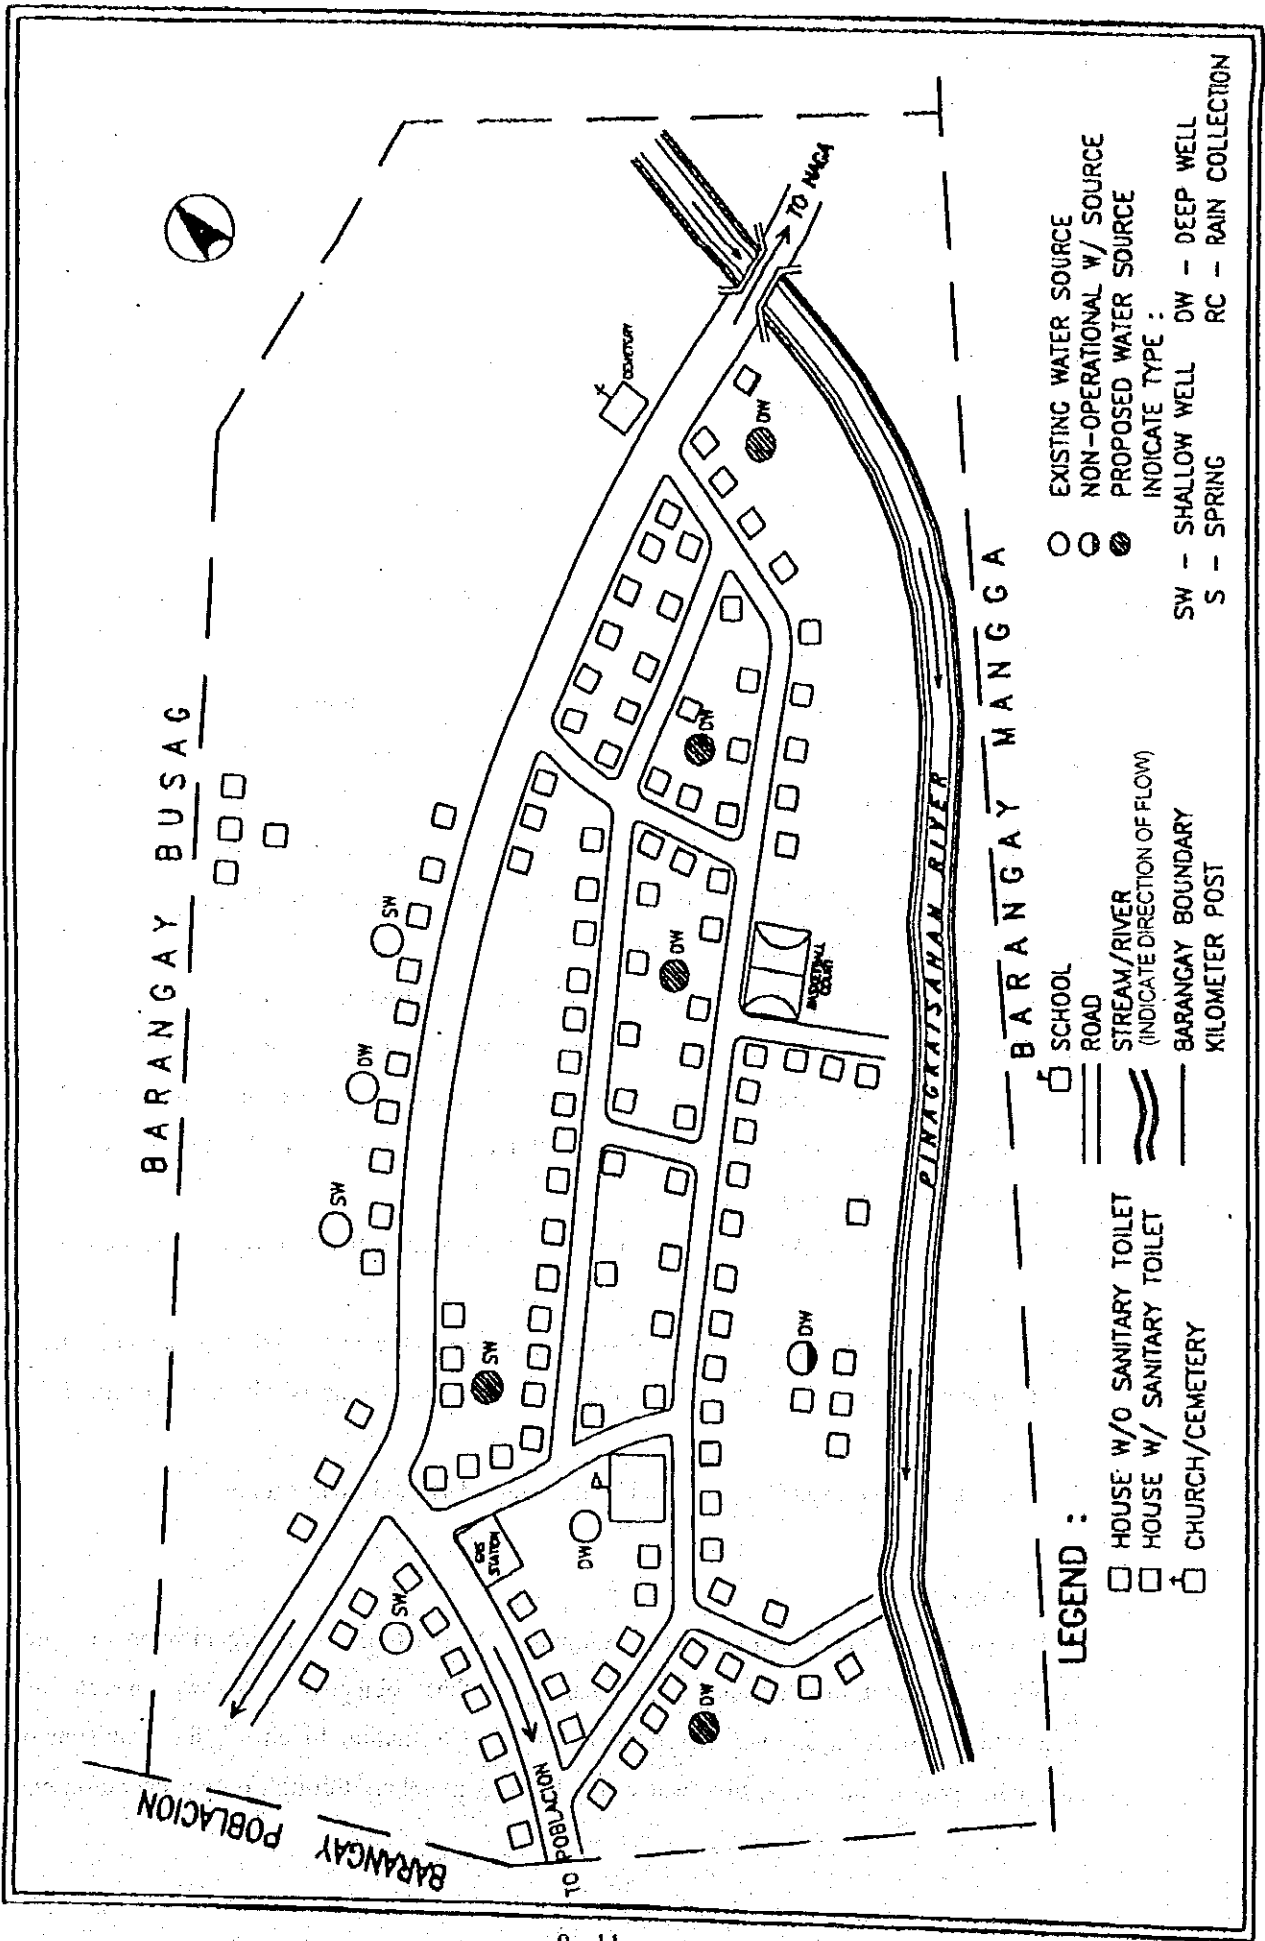 BARANGAY BUSAG
BARANGAY POBLACION
TO NAGA
CEMETERY
DW
DW
SW
DW
SW
DW
SW
DW
DW
SW
DW
BASKETBALL
COURT
GAS
STATION
TO POBLACION
PINAGKAISAHAN RIVER
BARANGAY MANGGA
LEGEND :
HOUSE W/O SANITARY TOILET
HOUSE W/ SANITARY TOILET
CHURCH/CEMETERY
SCHOOL
ROAD
STREAM/RIVER
(INDICATE DIRECTION OF FLOW)
BARANGAY BOUNDARY
KILOMETER POST
EXISTING WATER SOURCE
NON-OPERATIONAL W/ SOURCE
PROPOSED WATER SOURCE
INDICATE TYPE :
SW - SHALLOW WELL DW - DEEP WELL
S - SPRING RC - RAIN COLLECTION